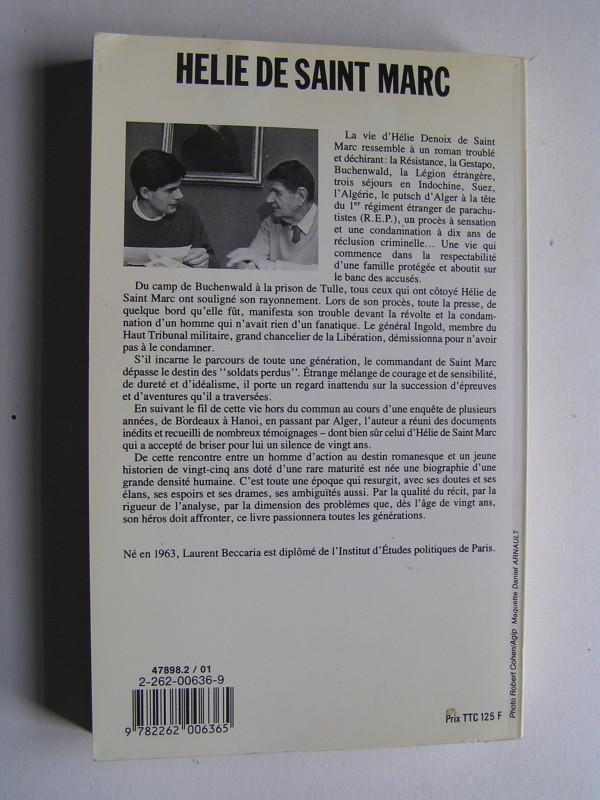 HELIE DE SAINT MARC
La vie d'Hélie Denoix de Saint
Marc ressemble à un roman troublé
et déchirant : la Résistance, la Gestapo,
Buchenwald, la Légion étrangère,
trois séjours en Indochine, Suez,
l'Algérie, le putsch d'Alger à la tête
du 1er régiment étranger de parachu-
tistes (R.E.P.), un procès à sensation
et une condamnation à dix ans de
réclusion criminelle... Une vie qui
commence dans la respectabilité
d'une famille protégée et aboutit sur
le banc des accusés.
Du camp de Buchenwald à la prison de Tulle, tous ceux qui ont côtoyé Hélie de
Saint Marc ont souligné son rayonnement. Lors de son procès, toute la presse, de
quelque bord qu'elle fût, manifesta son trouble devant la révolte et la condam-
nation d'un homme qui n'avait rien d'un fanatique. Le général Ingold, membre du
Haut Tribunal militaire, grand chancelier de la Libération, démissionna pour n'avoir
pas à le condamner.
S'il incarne le parcours de toute une génération, le commandant de Saint Marc
dépasse le destin des "soldats perdus". Étrange mélange de courage et de sensibilité,
de dureté et d'idéalisme, il porte un regard inattendu sur la succession d'épreuves
et d'aventures qu'il a traversées.
En suivant le fil de cette vie hors du commun au cours d'une enquête de plusieurs
années, de Bordeaux à Hanoi, en passant par Alger, l'auteur a réuni des documents
inédits et recueilli de nombreux témoignages – dont bien sûr celui d'Hélie de Saint Marc
qui a accepté de briser pour lui un silence de vingt ans.
De cette rencontre entre un homme d'action au destin romanesque et un jeune
historien de vingt-cinq ans doté d'une rare maturité est née une biographie d'une
grande densité humaine. C'est toute une époque qui resurgit, avec ses doutes et ses
élans, ses espoirs et ses drames, ses ambiguïtés aussi. Par la qualité du récit, par la
rigueur de l'analyse, par la dimension des problèmes que, dès l'âge de vingt ans,
son héros doit affronter, ce livre passionnera toutes les générations.
Né en 1963, Laurent Beccaria est diplômé de l'Institut d'Études politiques de Paris.
Photo Robert Cohen/Agip Maquette Daniel ARNAULT
47898.2 / 01
2-262-00636-9
9 782262 006365
Prix TTC 125 F